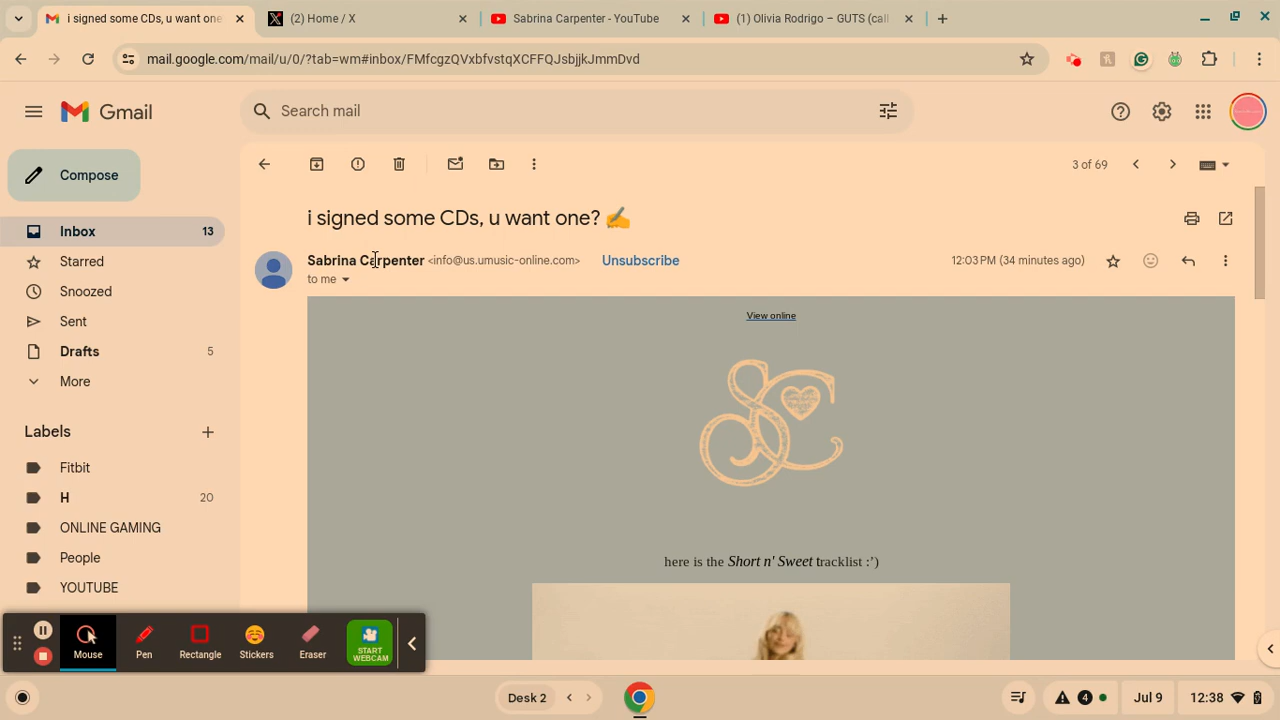 i signed some CDs, u want one
(2) Home / X
Sabrina Carpenter - YouTube
(1) Olivia Rodrigo – GUTS (cal
mail.google.com/mail/u/0/?tab=wm#inbox/FMfcgzQVxbfvstqXCFFQJsbjjkJmmDvd
Gmail
Search mail
Compose
3 of 69
i signed some CDs, u want one? ✍️
Inbox 13
Starred
Snoozed
Sent
Drafts 5
More
Labels
Fitbit
H 20
ONLINE GAMING
People
YOUTUBE
Sabrina Carpenter <info@us.umusic-online.com> Unsubscribe
12:03 PM (34 minutes ago)
to me
View online
SC
here is the Short n' Sweet tracklist :’)
Mouse
Pen
Rectangle
Stickers
Eraser
START
WEBCAM
Desk 2
4
Jul 9
12:38